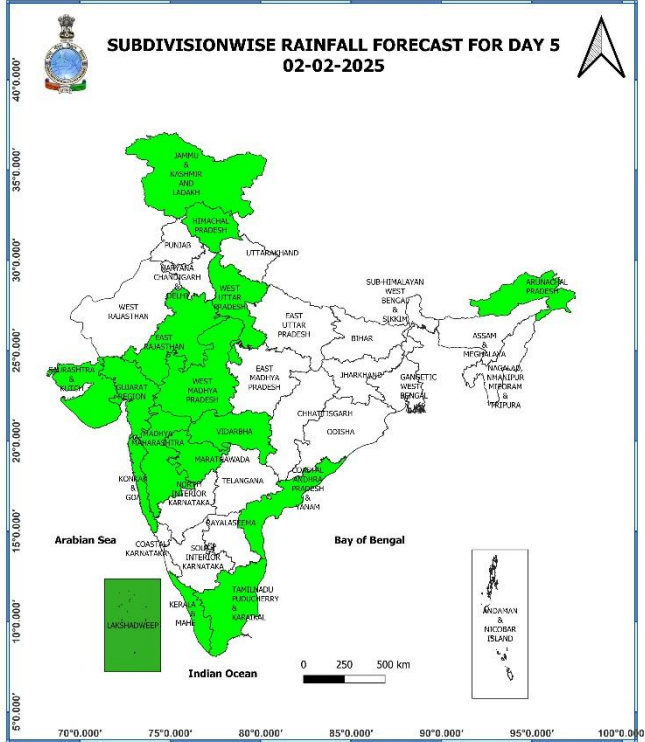 SUBDIVISIONWISE RAINFALL FORECAST FOR DAY 5
02-02-2025
40°0.000'
35°0.000'
30°0.000'
25°0.000'
20°0.000'
15°0.000'
10°0.000'
5°0.000'
JAMMU
&
KASHMIR
AND
LADAKH
HIMACHAL
PRADESH
PUNJAB
UTTARAKHAND
HARYANA
CHANDIGARH
&
DELHI
WEST
UTTAR
PRADESH
WEST
RAJASTHAN
EAST
RAJASTHAN
EAST
UTTAR
PRADESH
SUB-HIMALAYAN
WEST
BENGAL
&
SIKKIM
ARUNACHAL
PRADESH
ASSAM
&
MEGHALAYA
BIHAR
SAURASHTRA
&
KUTCH
GUJARAT
REGION
WEST
MADHYA
PRADESH
EAST
MADHYA
PRADESH
JHARKHAND
GANGETIC
WEST
BENGAL
NAGALAD,
NMANIPUR
MIZORAM
&
TRIPURA
CHHATTISGARH
ODISHA
VIDARBHA
MADHYA
MAHARASHTRA
MARATHAWADA
KONKAN
&
GOA
NORTH
INTERIOR
KARNATAKA
TELANGANA
COASTAL
ANDHRA
PRADESH
&
YANAM
RAYALASEEMA
Arabian Sea
COASTAL
KARNATAKA
SOUTH
INTERIOR
KARNATAKA
Bay of Bengal
LAKSHADWEEP
KERALA
&
MAHE
TAMILNADU
PUDUCHERRY
&
KARAIKAL
ANDAMAN
&
NICOBAR
ISLAND
Indian Ocean
0 250 500 km
70°0.000' 75°0.000' 80°0.000' 85°0.000' 90°0.000' 95°0.000' 100°0.000'